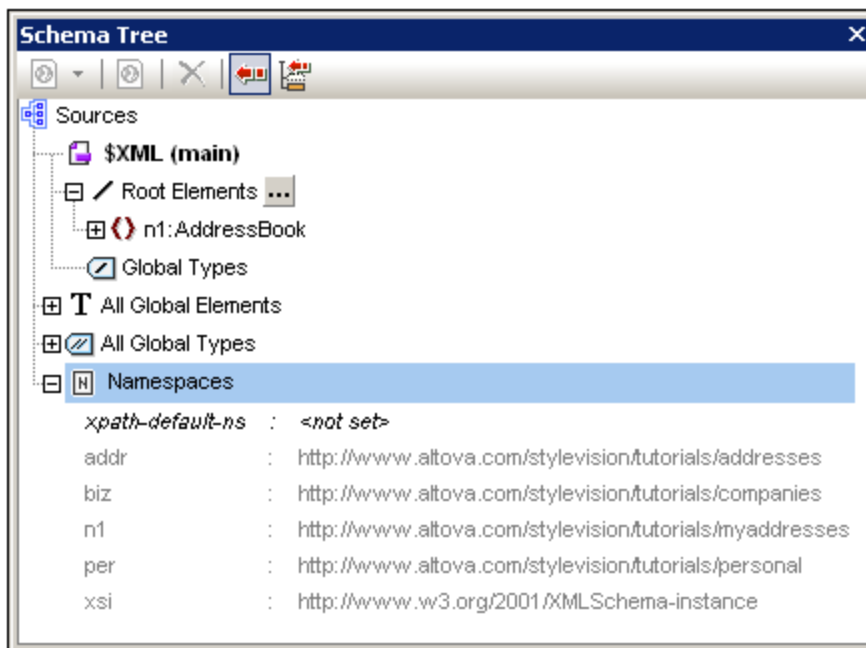 Schema Tree
Sources
$XML (main)
Root Elements ...
n1:AddressBook
Global Types
T All Global Elements
All Global Types
N Namespaces
xpath-default-ns : <not set>
addr : http://www.altova.com/stylevision/tutorials/addresses
biz : http://www.altova.com/stylevision/tutorials/companies
n1 : http://www.altova.com/stylevision/tutorials/myaddresses
per : http://www.altova.com/stylevision/tutorials/personal
xsi : http://www.w3.org/2001/XMLSchema-instance